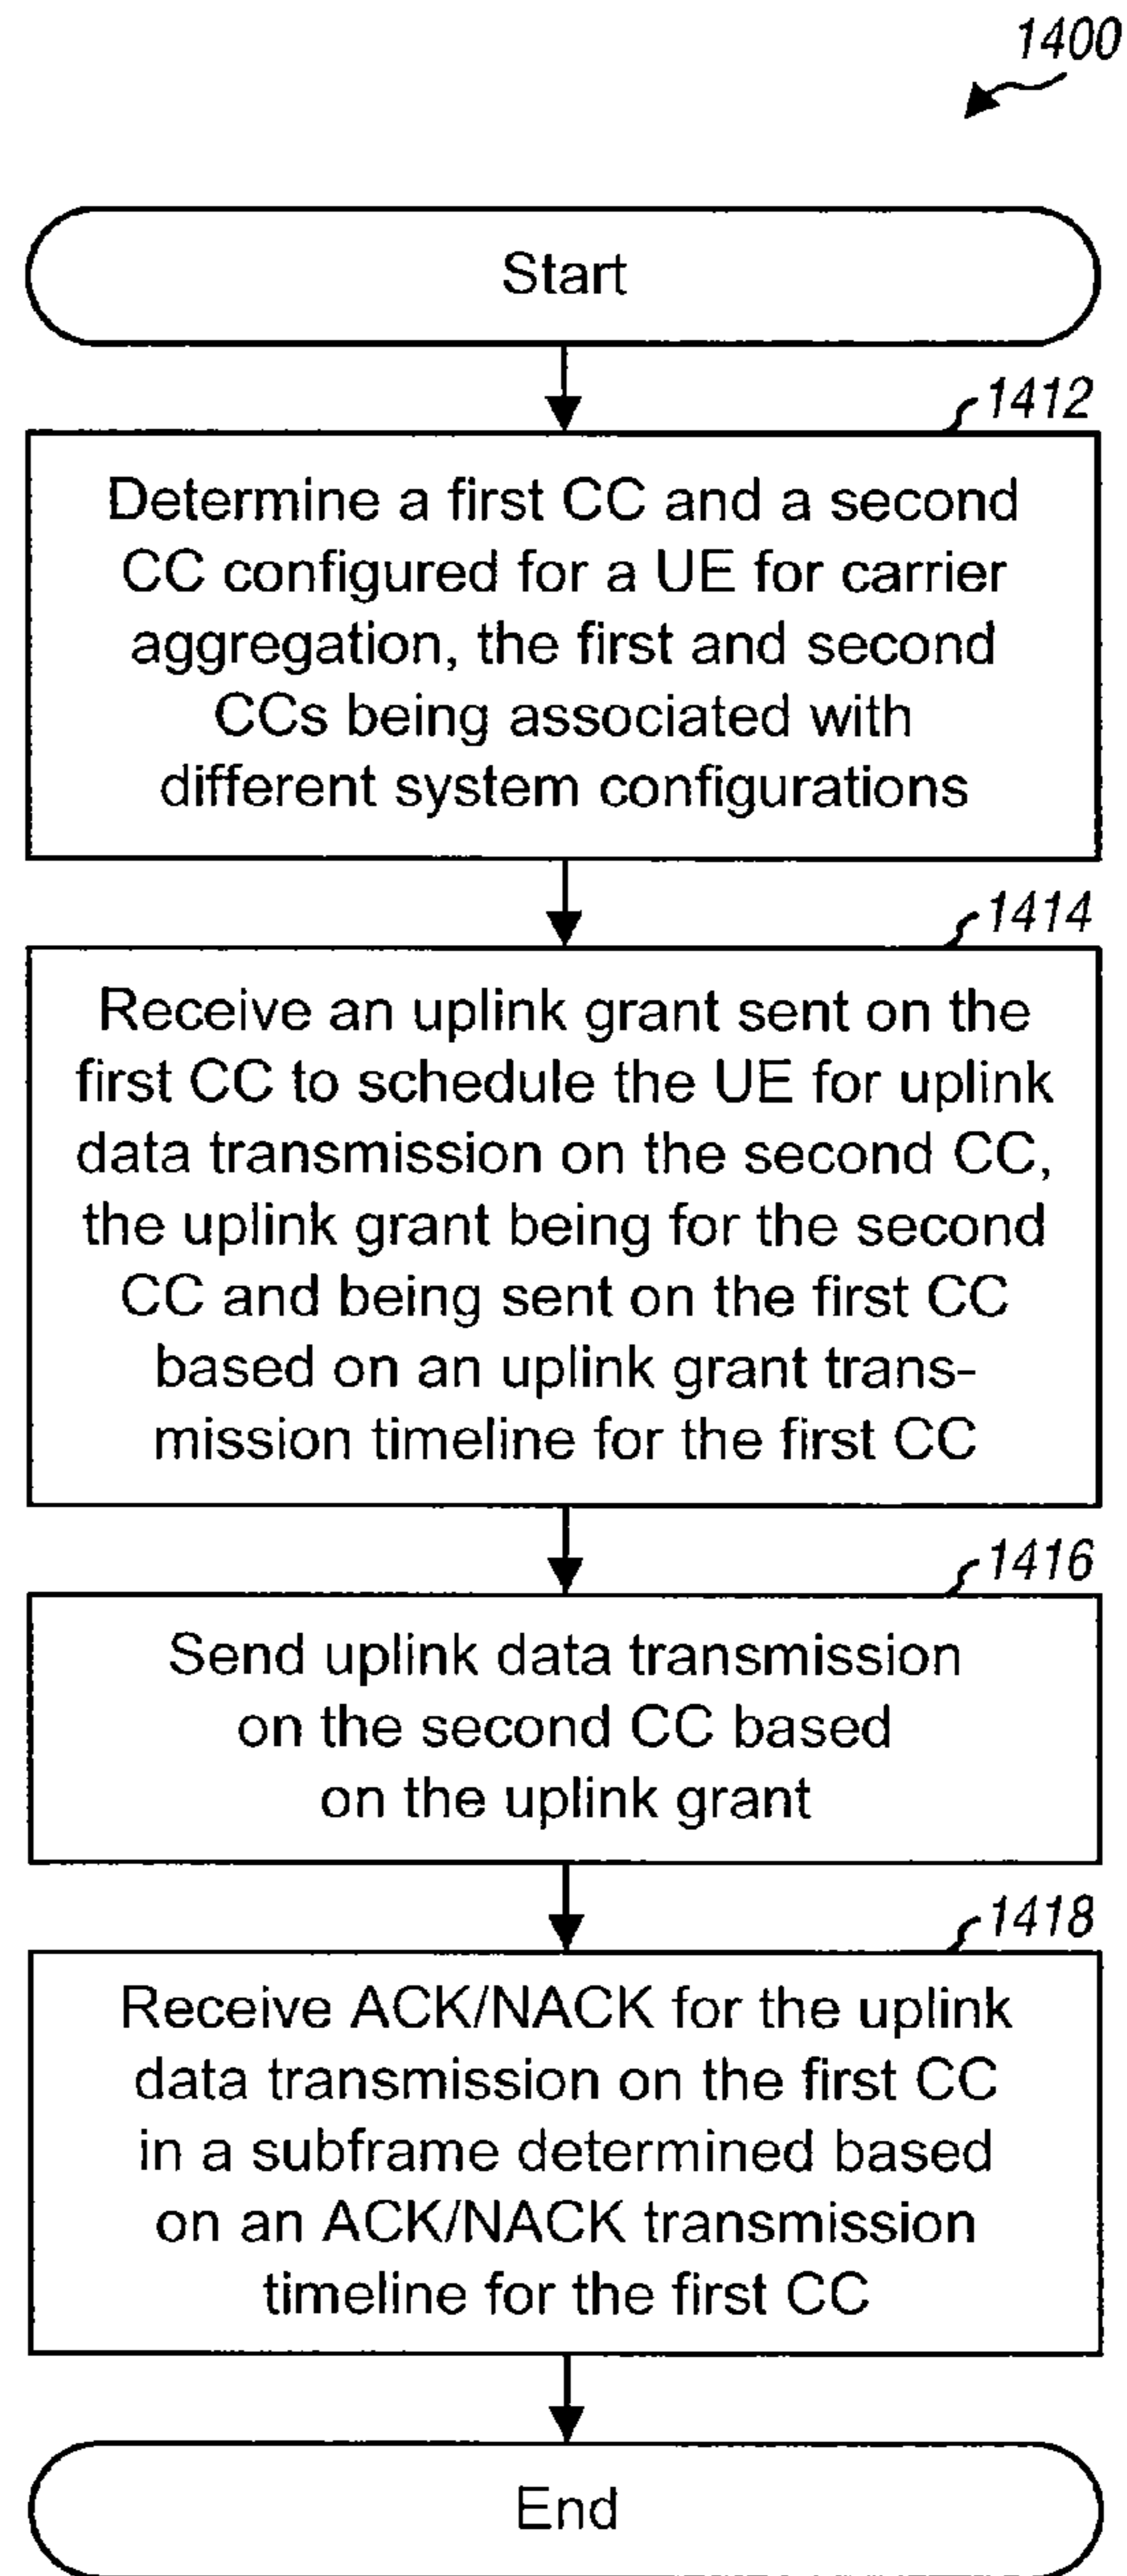 1400
Start
1412
Determine a first CC and a second
CC configured for a UE for carrier
aggregation, the first and second
CCs being associated with
different system configurations
1414
Receive an uplink grant sent on the
first CC to schedule the UE for uplink
data transmission on the second CC,
the uplink grant being for the second
CC and being sent on the first CC
based on an uplink grant trans-
mission timeline for the first CC
1416
Send uplink data transmission
on the second CC based
on the uplink grant
1418
Receive ACK/NACK for the uplink
data transmission on the first CC
in a subframe determined based
on an ACK/NACK transmission
timeline for the first CC
End